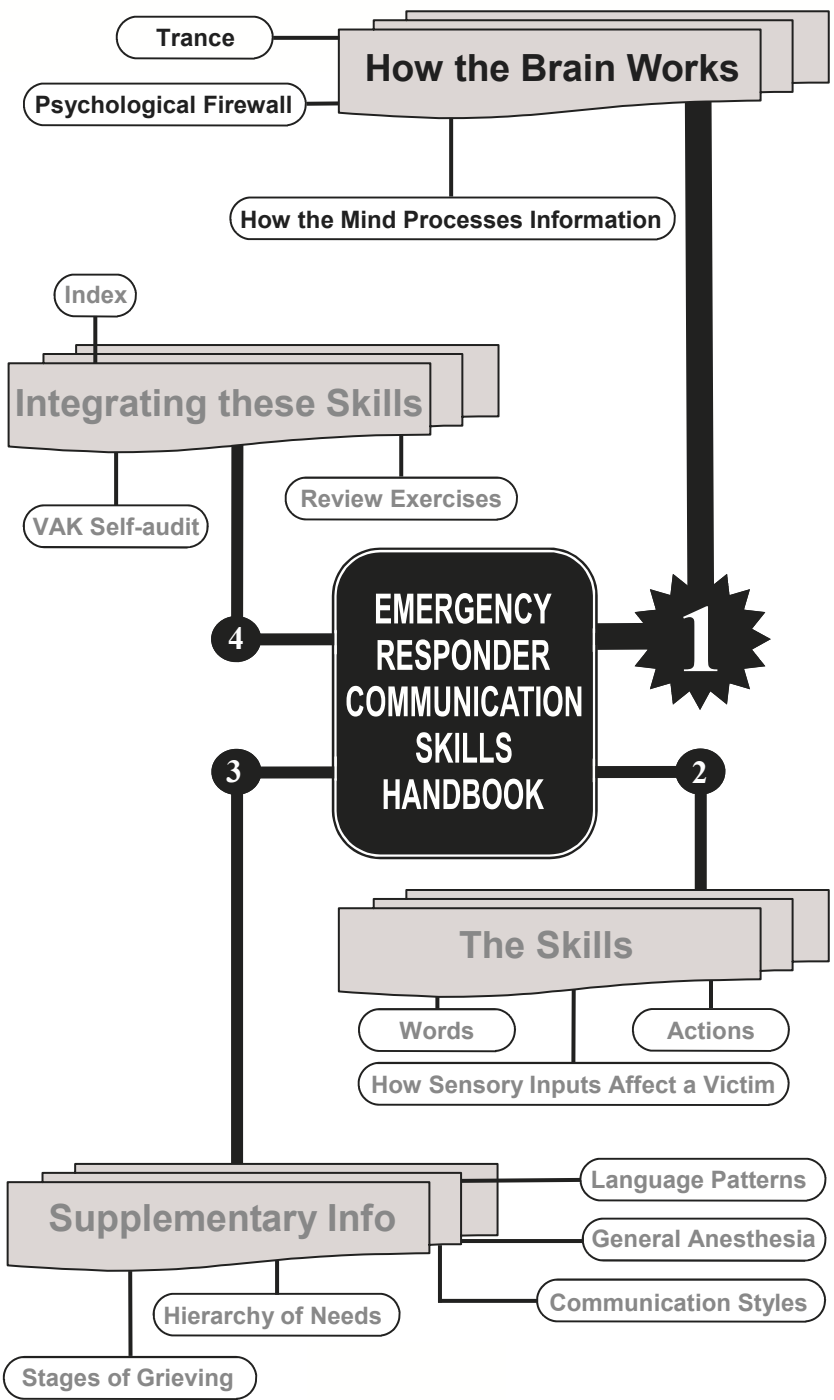 Trance
How the Brain Works
Psychological Firewall
How the Mind Processes Information
Index
Integrating these Skills
Review Exercises
VAK Self-audit
EMERGENCY
RESPONDER
COMMUNICATION
SKILLS
HANDBOOK
4
1
3
2
The Skills
Words
Actions
How Sensory Inputs Affect a Victim
Supplementary Info
Language Patterns
General Anesthesia
Communication Styles
Hierarchy of Needs
Stages of Grieving